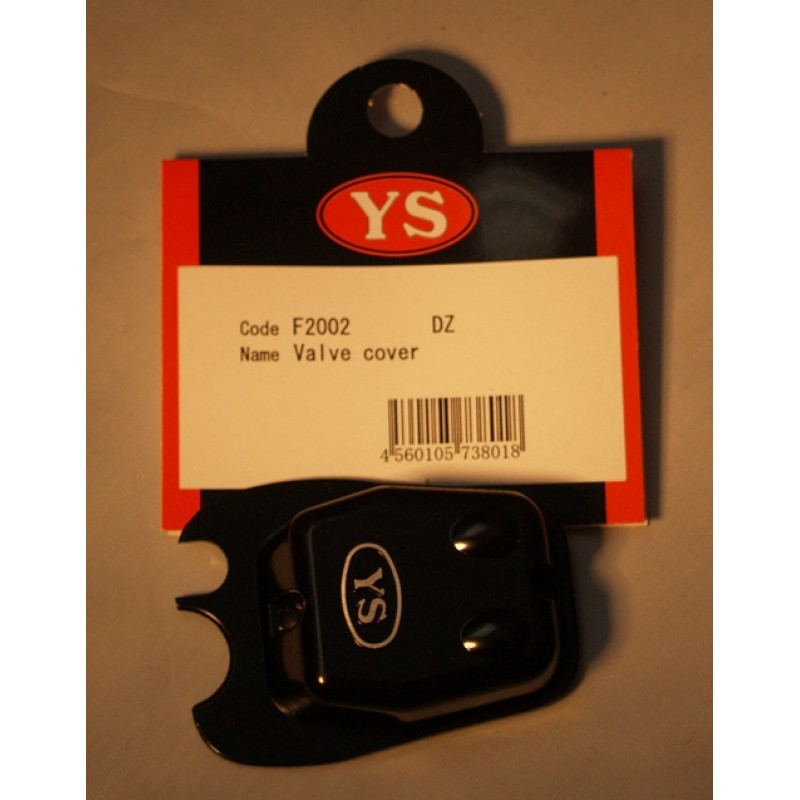 YS
Code F2002 DZ
Name Valve cover
4 560105 738018
YS